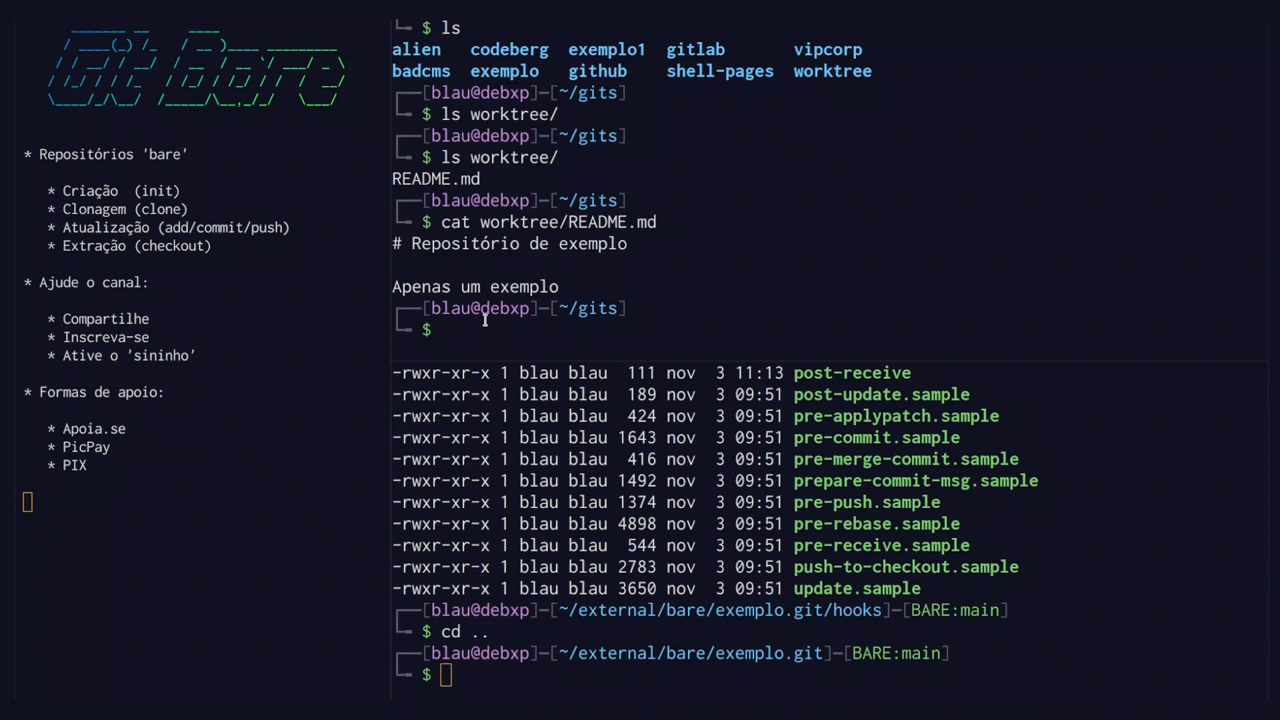 Git Bare
* Repositórios 'bare'
* Criação (init)
* Clonagem (clone)
* Atualização (add/commit/push)
* Extração (checkout)
* Ajude o canal:
* Compartilhe
* Inscreva-se
* Ative o 'sininho'
* Formas de apoio:
* Apoia.se
* PicPay
* PIX
$ ls
alien codeberg exemplo1 gitlab vipcorp
badcms exemplo github shell-pages worktree
[blau@debxp]-[~/gits]
$ ls worktree/
[blau@debxp]-[~/gits]
$ ls worktree/
README.md
[blau@debxp]-[~/gits]
$ cat worktree/README.md
# Repositório de exemplo
Apenas um exemplo
[blau@debxp]-[~/gits]
$
-rwxr-xr-x 1 blau blau 111 nov 3 11:13 post-receive
-rwxr-xr-x 1 blau blau 189 nov 3 09:51 post-update.sample
-rwxr-xr-x 1 blau blau 424 nov 3 09:51 pre-applypatch.sample
-rwxr-xr-x 1 blau blau 1643 nov 3 09:51 pre-commit.sample
-rwxr-xr-x 1 blau blau 416 nov 3 09:51 pre-merge-commit.sample
-rwxr-xr-x 1 blau blau 1492 nov 3 09:51 prepare-commit-msg.sample
-rwxr-xr-x 1 blau blau 1374 nov 3 09:51 pre-push.sample
-rwxr-xr-x 1 blau blau 4898 nov 3 09:51 pre-rebase.sample
-rwxr-xr-x 1 blau blau 544 nov 3 09:51 pre-receive.sample
-rwxr-xr-x 1 blau blau 2783 nov 3 09:51 push-to-checkout.sample
-rwxr-xr-x 1 blau blau 3650 nov 3 09:51 update.sample
[blau@debxp]-[~/external/bare/exemplo.git/hooks]-[BARE:main]
$ cd ..
[blau@debxp]-[~/external/bare/exemplo.git]-[BARE:main]
$